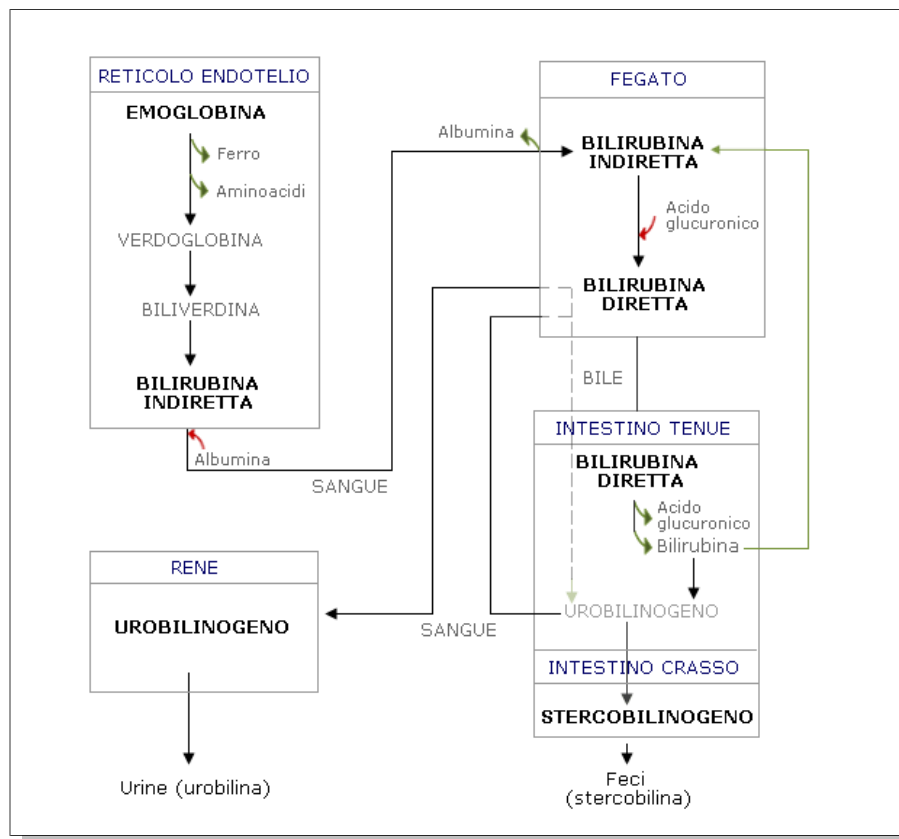 RETICOLO ENDOTELIO
EMOGLOBINA
Ferro
Aminoacidi
VERDOGLOBINA
BILIVERDINA
BILIRUBINA
INDIRETTA
Albumina
SANGUE
FEGATO
Albumina
BILIRUBINA
INDIRETTA
Acido
glucuronico
BILIRUBINA
DIRETTA
BILE
INTESTINO TENUE
BILIRUBINA
DIRETTA
Acido
glucuronico
Bilirubina
UROBILINOGENO
SANGUE
INTESTINO CRASSO
STERCOBILINOGENO
Feci
(stercobilina)
RENE
UROBILINOGENO
Urine (urobilina)